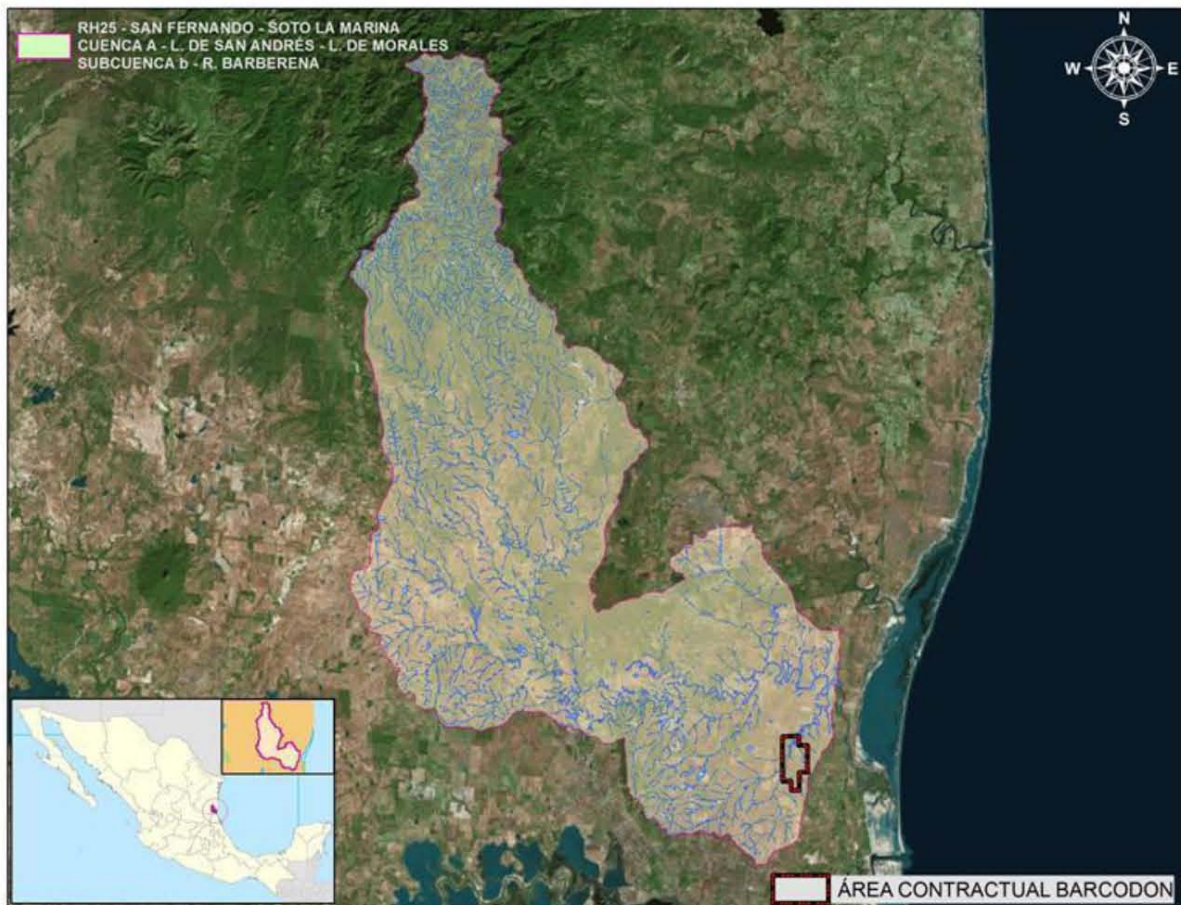 RH25 - SAN FERNANDO - SOTO LA MARINA
CUENCA A - L. DE SAN ANDRÉS - L. DE MORALES
SUBCUENCA b - R. BARBERENA
N
W
E
S
ÁREA CONTRACTUAL BARCODON